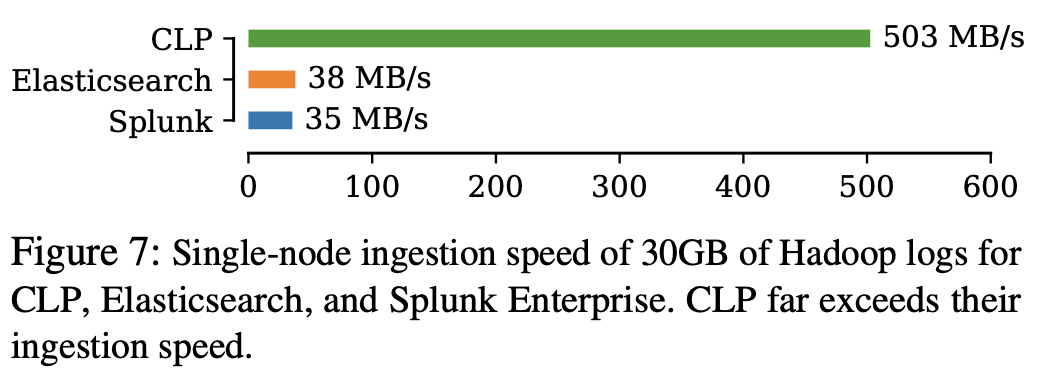 CLP 503 MB/s
Elasticsearch 38 MB/s
Splunk 35 MB/s
0 100 200 300 400 500 600
Figure 7: Single-node ingestion speed of 30GB of Hadoop logs for
CLP, Elasticsearch, and Splunk Enterprise. CLP far exceeds their
ingestion speed.